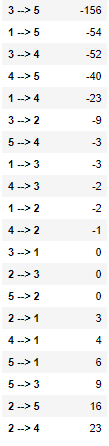 3 --> 5 -156
1 --> 5 -54
3 --> 4 -52
4 --> 5 -40
1 --> 4 -23
3 --> 2 -9
5 --> 4 -3
1 --> 3 -3
4 --> 3 -2
1 --> 2 -2
4 --> 2 -1
3 --> 1 0
2 --> 3 0
5 --> 2 0
2 --> 1 3
4 --> 1 4
5 --> 1 6
5 --> 3 9
2 --> 5 16
2 --> 4 23